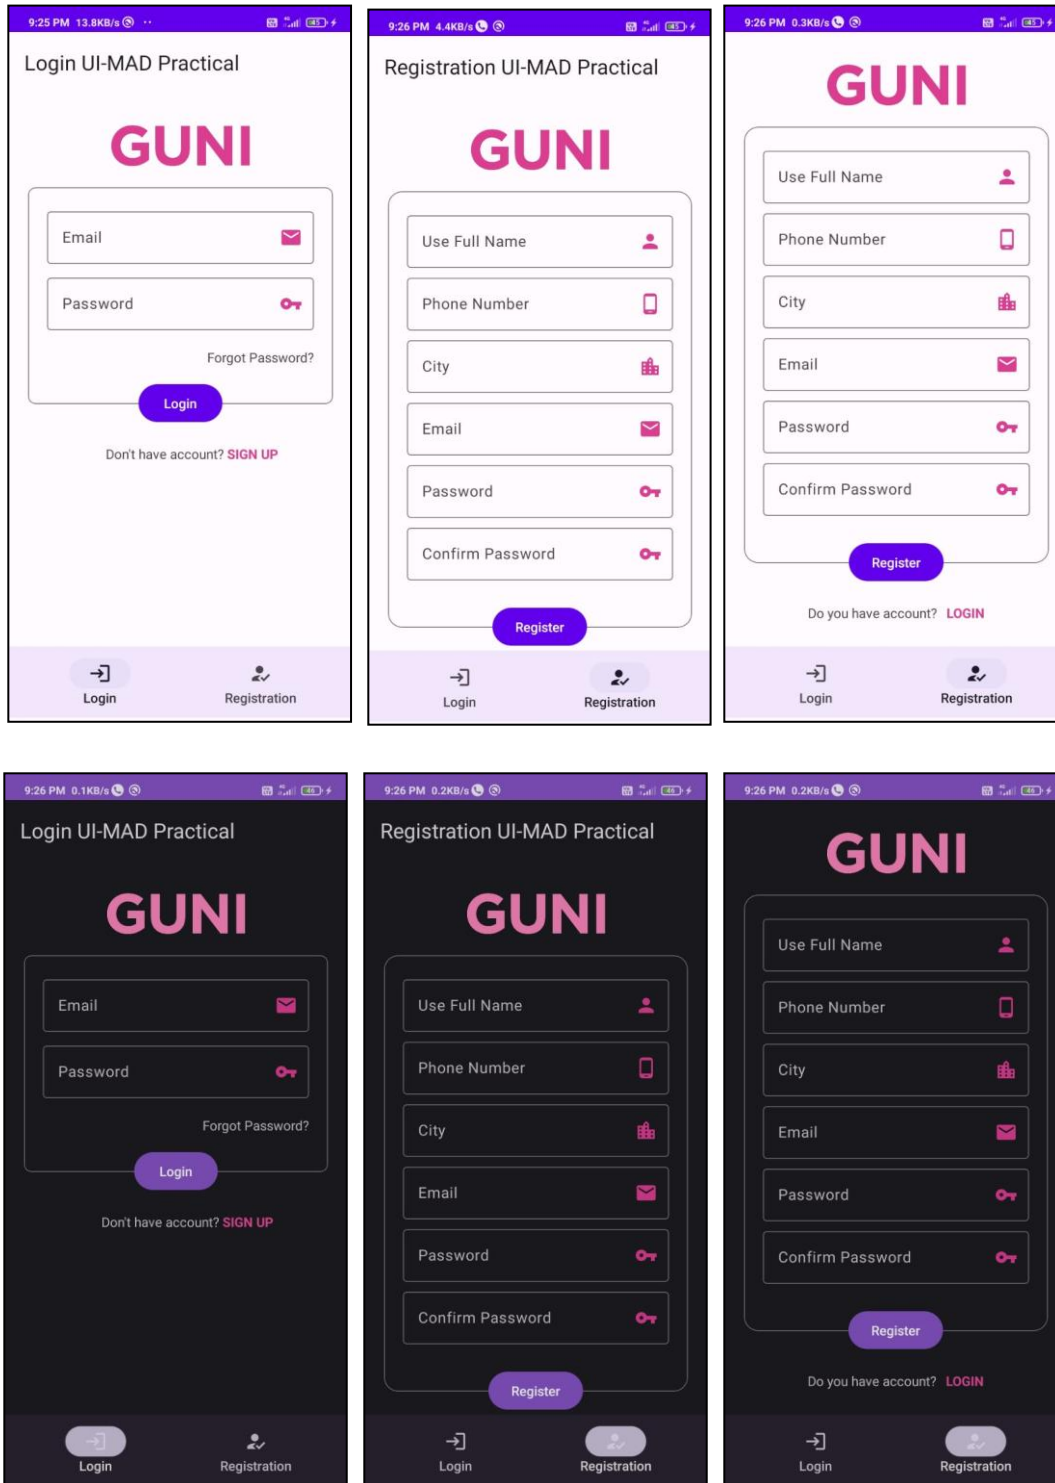 9:25 PM 13.8KB/s
45
Login UI-MAD Practical
GUNI
Email
Password
Forgot Password?
Login
Don't have account? SIGN UP
Login
Registration
9:26 PM 4.4KB/s
45
Registration UI-MAD Practical
GUNI
Use Full Name
Phone Number
City
Email
Password
Confirm Password
Register
Login
Registration
9:26 PM 0.3KB/s
45
GUNI
Use Full Name
Phone Number
City
Email
Password
Confirm Password
Register
Do you have account? LOGIN
Login
Registration
9:26 PM 0.1KB/s
46
Login UI-MAD Practical
GUNI
Email
Password
Forgot Password?
Login
Don't have account? SIGN UP
Login
Registration
9:26 PM 0.2KB/s
46
Registration UI-MAD Practical
GUNI
Use Full Name
Phone Number
City
Email
Password
Confirm Password
Register
Login
Registration
9:26 PM 0.2KB/s
46
GUNI
Use Full Name
Phone Number
City
Email
Password
Confirm Password
Register
Do you have account? LOGIN
Login
Registration